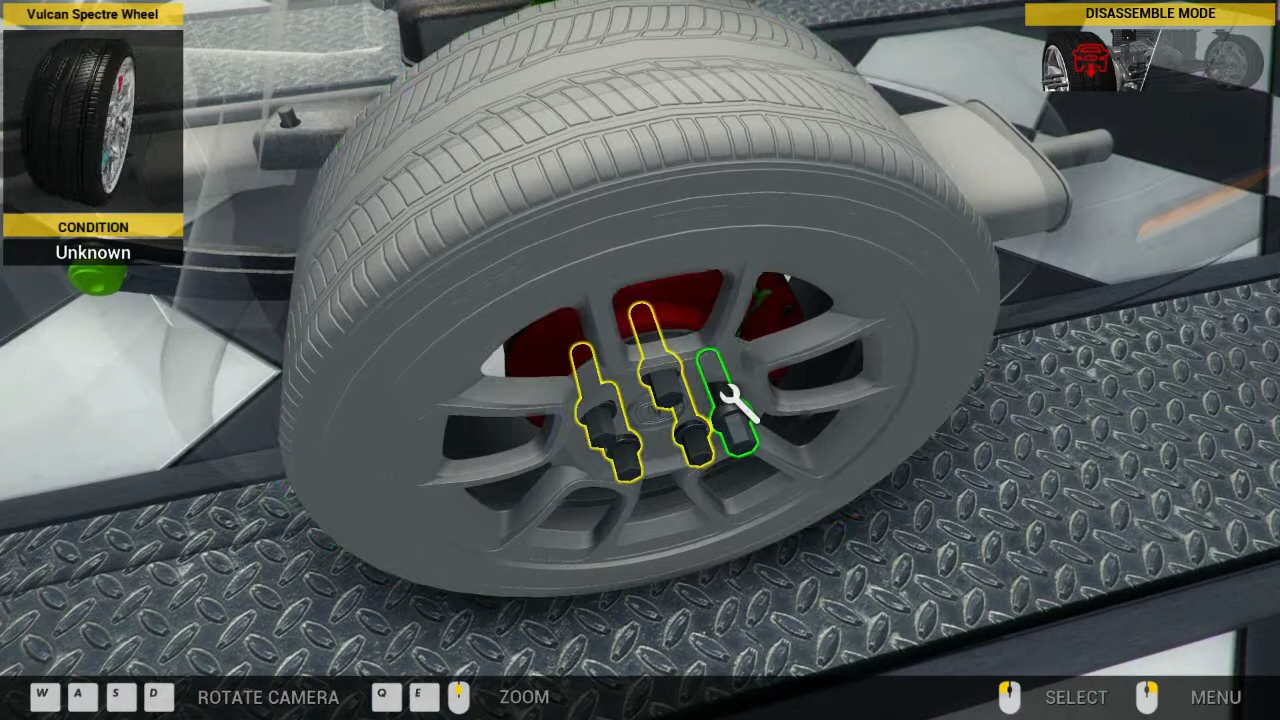 Vulcan Spectre Wheel
CONDITION
Unknown
DISASSEMBLE MODE
W A S D ROTATE CAMERA Q E ZOOM SELECT MENU